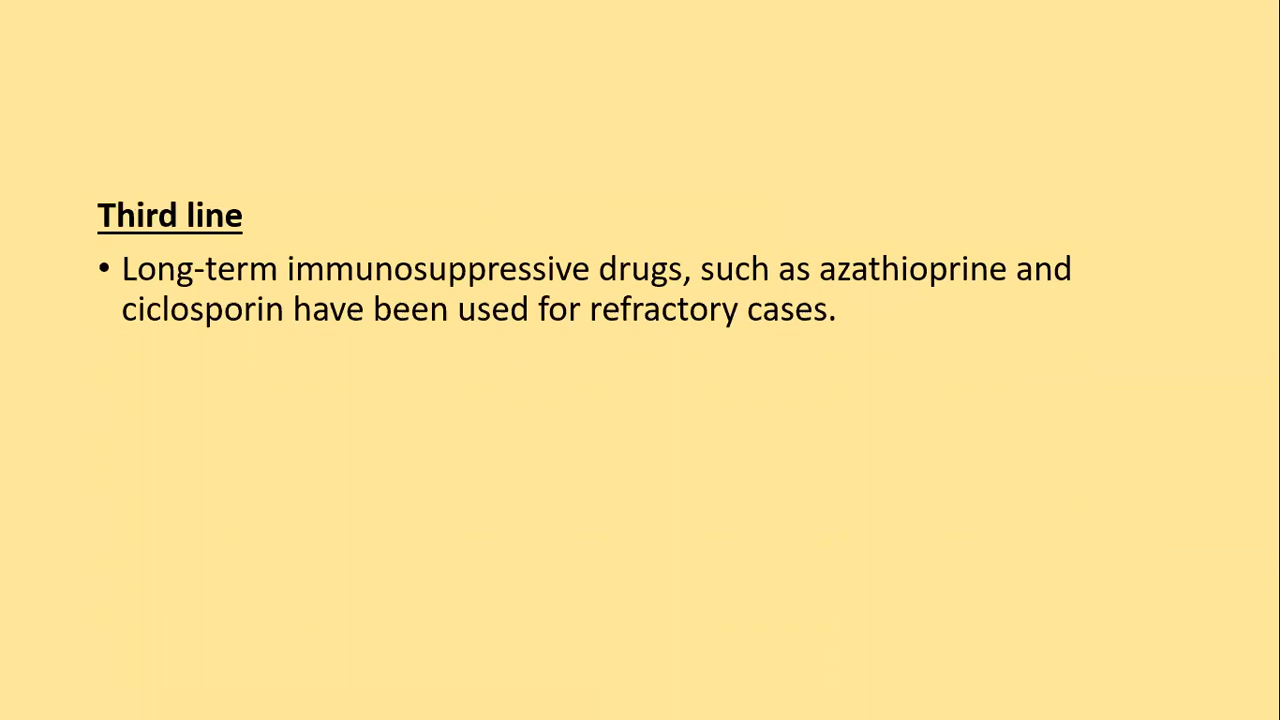 Third line
• Long-term immunosuppressive drugs, such as azathioprine and
ciclosporin have been used for refractory cases.